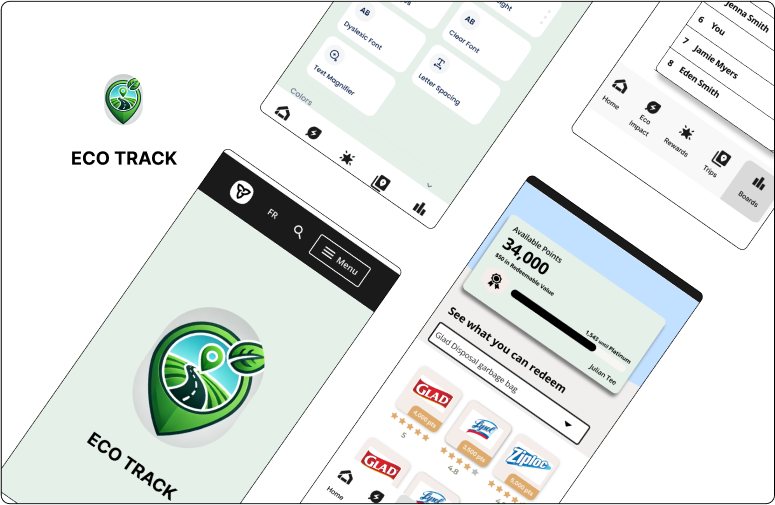 ECO TRACK
AB
Dyslexic Font
AB
Clear Font
Text Magnifier
Letter Spacing
Colors
Jenna Smith
6 You
7 Jamie Myers
8 Eden Smith
Home
Eco
Impact
Rewards
Trips
Boards
FR
Menu
ECO TRACK
Available Points
34,000
$50 in Redeemable Value
1,543 until Platinum
Julian Tee
See what you can redeem
Glad Disposal garbage bag
GLAD
4,000 pts
5
Lysol
3,800 pts
4.8
Ziploc
5,000 pts
GLAD
Lysol
Home